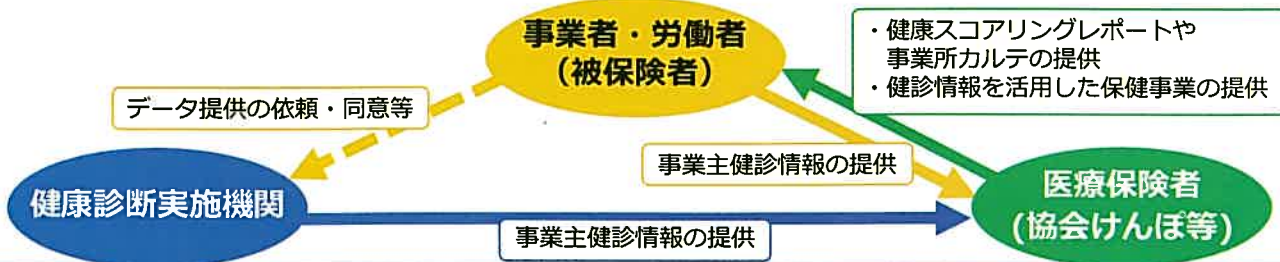 事業者・労働者
(被保険者)
・健康スコアリングレポートや
事業所カルテの提供
・健診情報を活用した保健事業の提供
データ提供の依頼・同意等
事業主健診情報の提供
健康診断実施機関
医療保険者
(協会けんぽ等)
事業主健診情報の提供